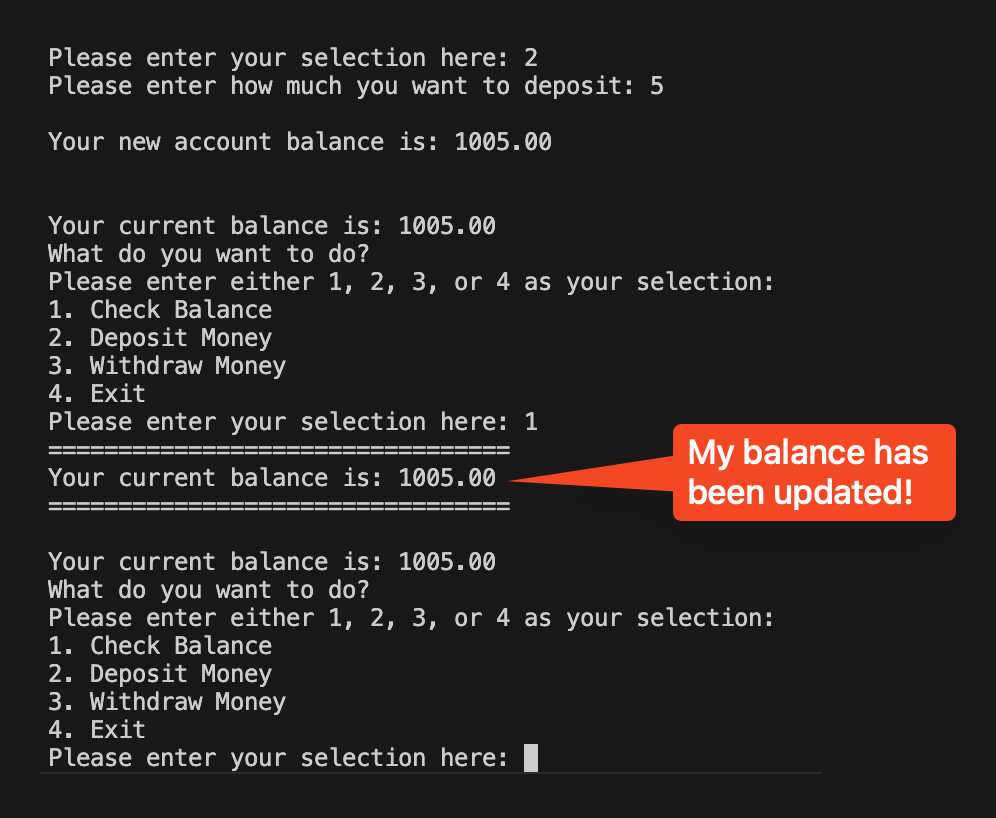 Please enter your selection here: 2
Please enter how much you want to deposit: 5
Your new account balance is: 1005.00
Your current balance is: 1005.00
What do you want to do?
Please enter either 1, 2, 3, or 4 as your selection:
1. Check Balance
2. Deposit Money
3. Withdraw Money
4. Exit
Please enter your selection here: 1
=================================
Your current balance is: 1005.00
=================================
My balance has
been updated!
Your current balance is: 1005.00
What do you want to do?
Please enter either 1, 2, 3, or 4 as your selection:
1. Check Balance
2. Deposit Money
3. Withdraw Money
4. Exit
Please enter your selection here: